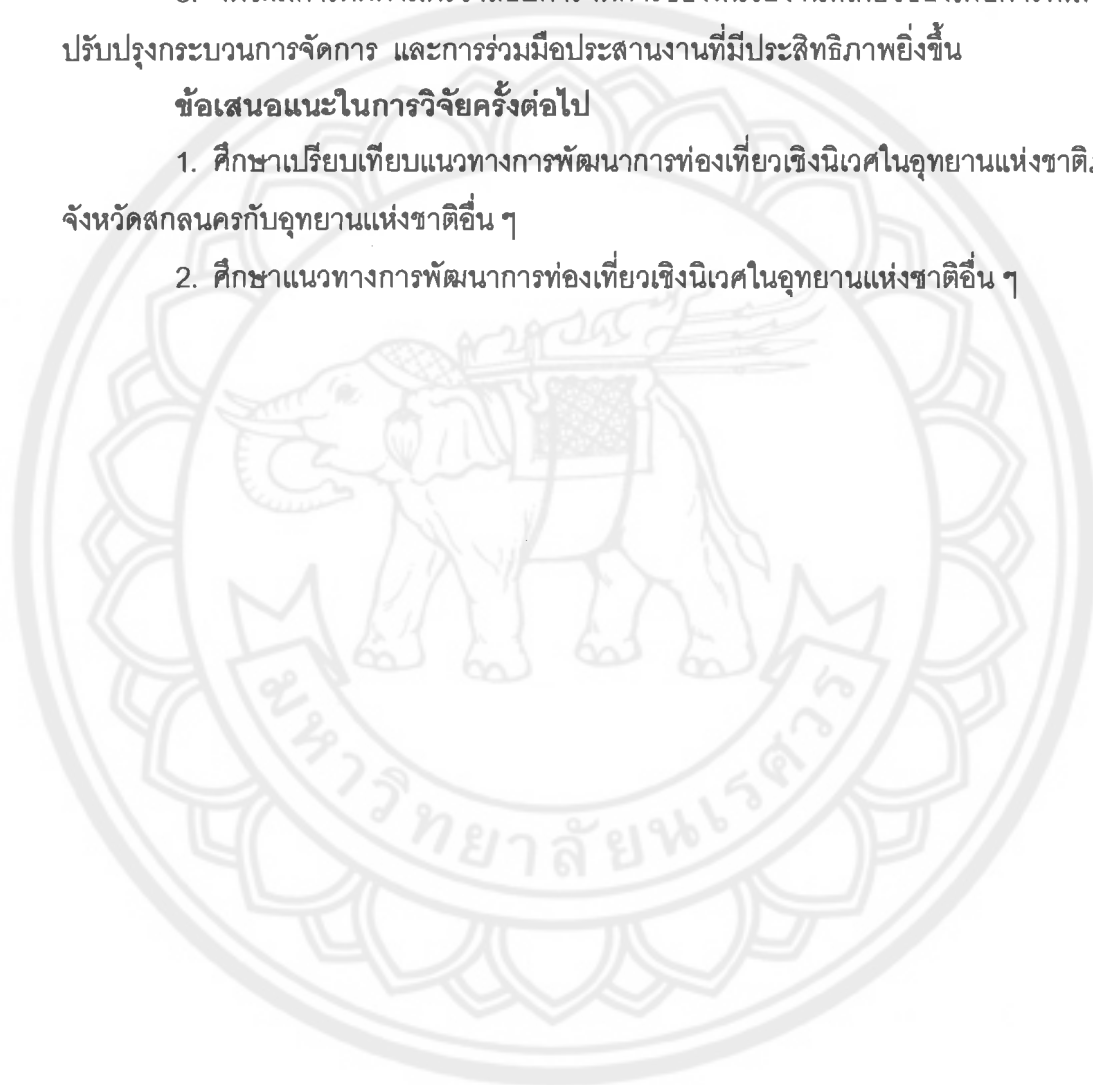 ปรับปรุงกระบวนการจัดการ และการร่วมมือประสานงานที่มีประสิทธิภาพยิ่งขึ้น
ข้อเสนอแนะในการวิจัยครั้งต่อไป
1. ศึกษาเปรียบเทียบแนวทางการพัฒนาการท่องเที่ยวเชิงนิเวศในอุทยานแห่งชาติ
จังหวัดสกลนครกับอุทยานแห่งชาติอื่น ๆ
2. ศึกษาแนวทางการพัฒนาการท่องเที่ยวเชิงนิเวศในอุทยานแห่งชาติอื่น ๆ
มหาวิทยาลัยนเรศวร